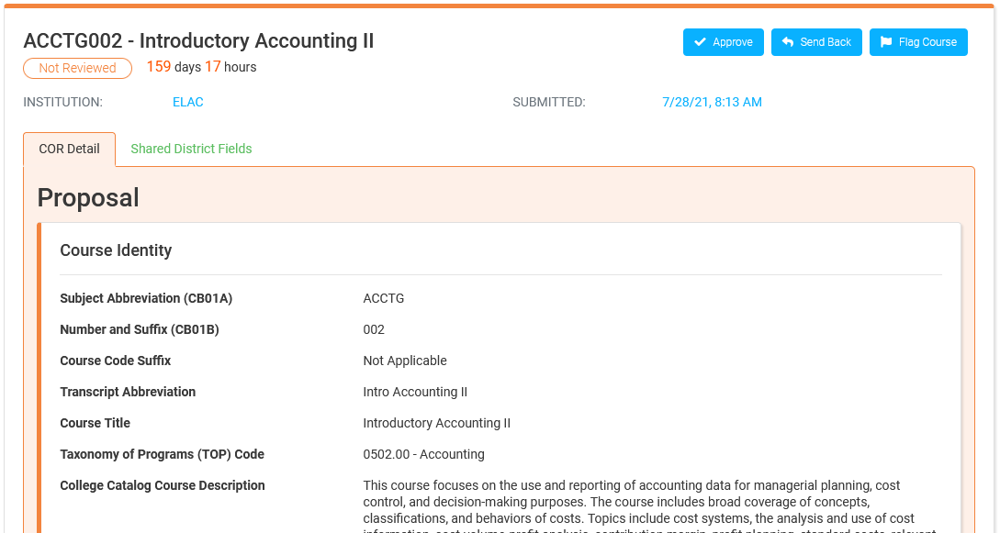 ACCTG002 - Introductory Accounting II
Approve
Send Back
Flag Course
Not Reviewed
159 days 17 hours
INSTITUTION:
ELAC
SUBMITTED:
7/28/21, 8:13 AM
COR Detail
Shared District Fields
Proposal
Course Identity
Subject Abbreviation (CB01A)
ACCTG
Number and Suffix (CB01B)
002
Course Code Suffix
Not Applicable
Transcript Abbreviation
Intro Accounting II
Course Title
Introductory Accounting II
Taxonomy of Programs (TOP) Code
0502.00 - Accounting
College Catalog Course Description
This course focuses on the use and reporting of accounting data for managerial planning, cost
control, and decision-making purposes. The course includes broad coverage of concepts,
classifications, and behaviors of costs. Topics include cost systems, the analysis and use of cost
information, cost volume profit analysis, contribution margin, profit planning, standard costs, relevant